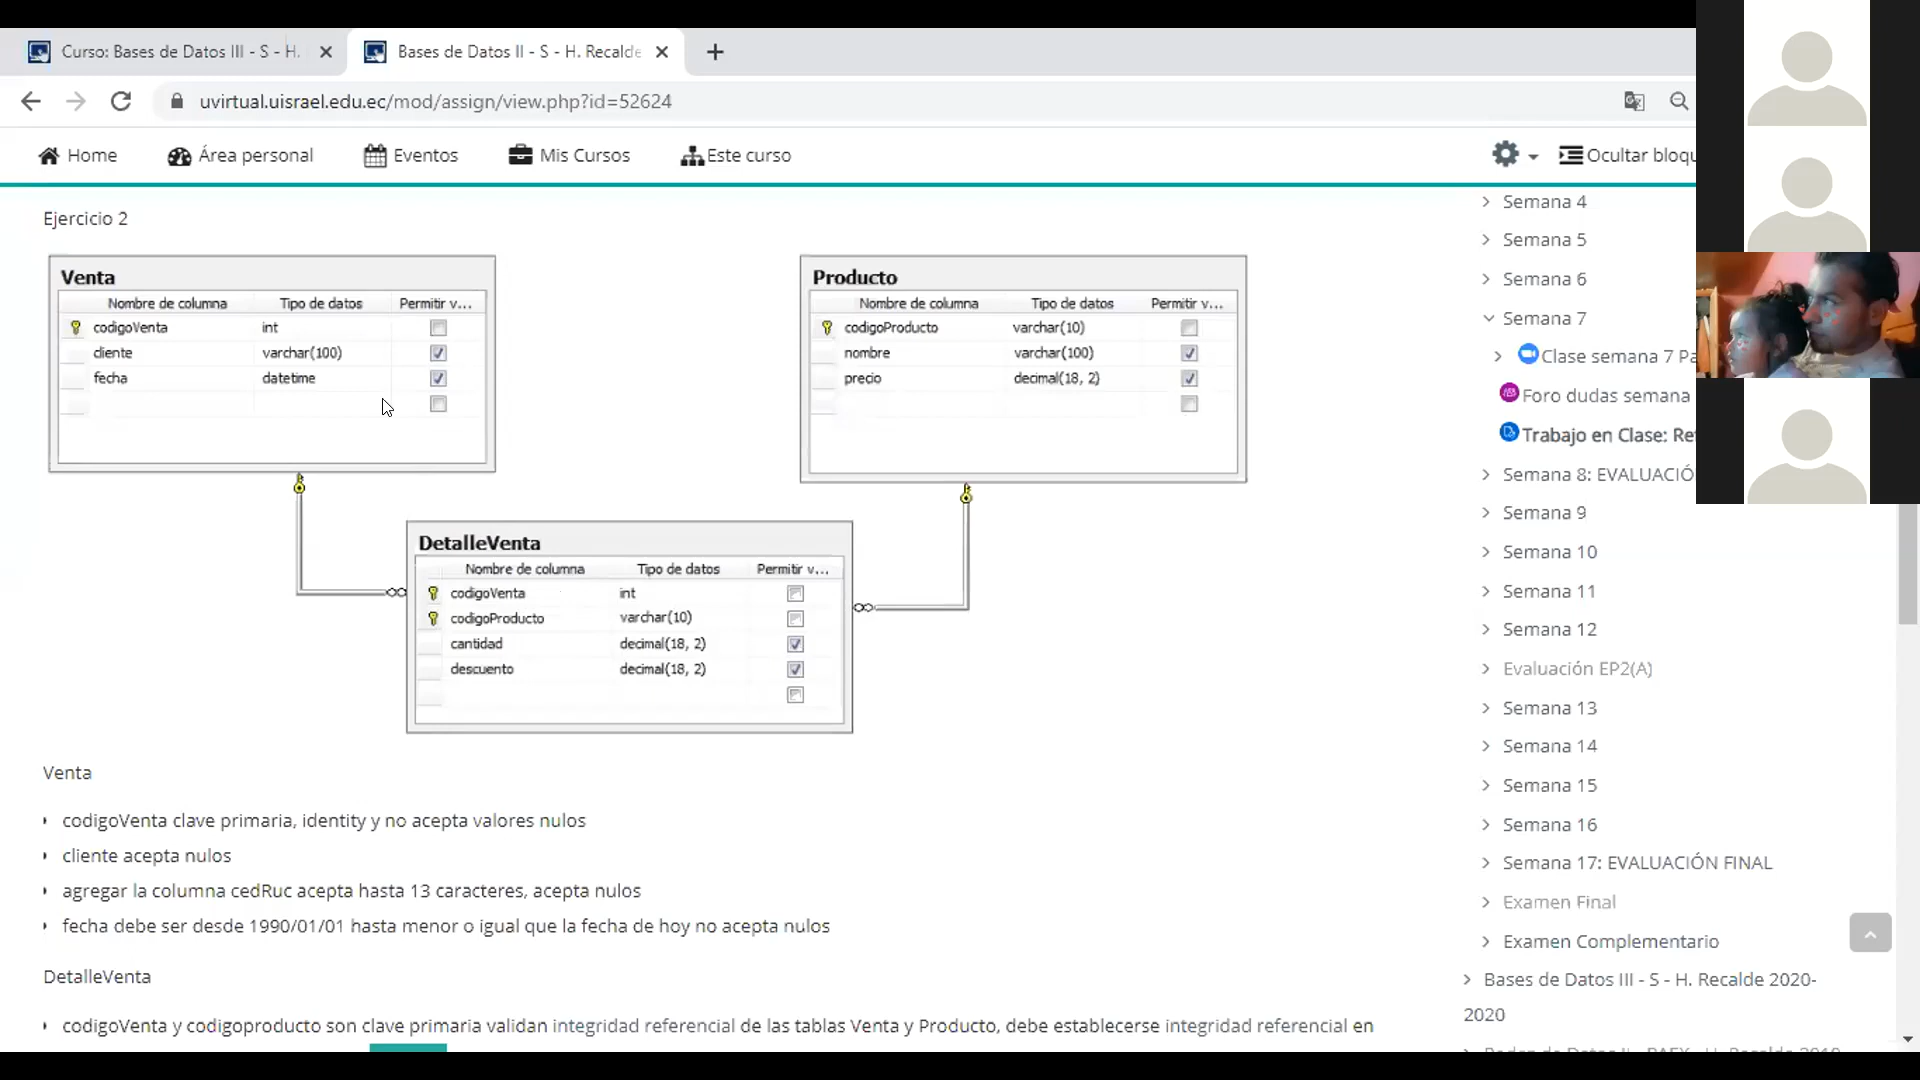 Curso: Bases de Datos III - S - H.
Bases de Datos II - S - H. Recalde
uvirtual.uisrael.edu.ec/mod/assign/view.php?id=52624
Home Área personal Eventos Mis Cursos Este curso Ocultar bloqu
Ejercicio 2
Venta
Nombre de columna Tipo de datos Permitir v...
codigoVenta int
cliente varchar(100)
fecha datetime
Producto
Nombre de columna Tipo de datos Permitir v...
codigoProducto varchar(10)
nombre varchar(100)
precio decimal(18, 2)
DetalleVenta
Nombre de columna Tipo de datos Permitir v...
codigoVenta int
codigoProducto varchar(10)
cantidad decimal(18, 2)
descuento decimal(18, 2)
Venta
codigoVenta clave primaria, identity y no acepta valores nulos
cliente acepta nulos
agregar la columna cedRuc acepta hasta 13 caracteres, acepta nulos
fecha debe ser desde 1990/01/01 hasta menor o igual que la fecha de hoy no acepta nulos
DetalleVenta
codigoVenta y codigoproducto son clave primaria validan integridad referencial de las tablas Venta y Producto, debe establecerse integridad referencial en
Semana 4
Semana 5
Semana 6
Semana 7
Clase semana 7 Pa
Foro dudas semana
Trabajo en Clase: Ref
Semana 8: EVALUACIÓ
Semana 9
Semana 10
Semana 11
Semana 12
Evaluación EP2(A)
Semana 13
Semana 14
Semana 15
Semana 16
Semana 17: EVALUACIÓN FINAL
Examen Final
Examen Complementario
Bases de Datos III - S - H. Recalde 2020-
2020